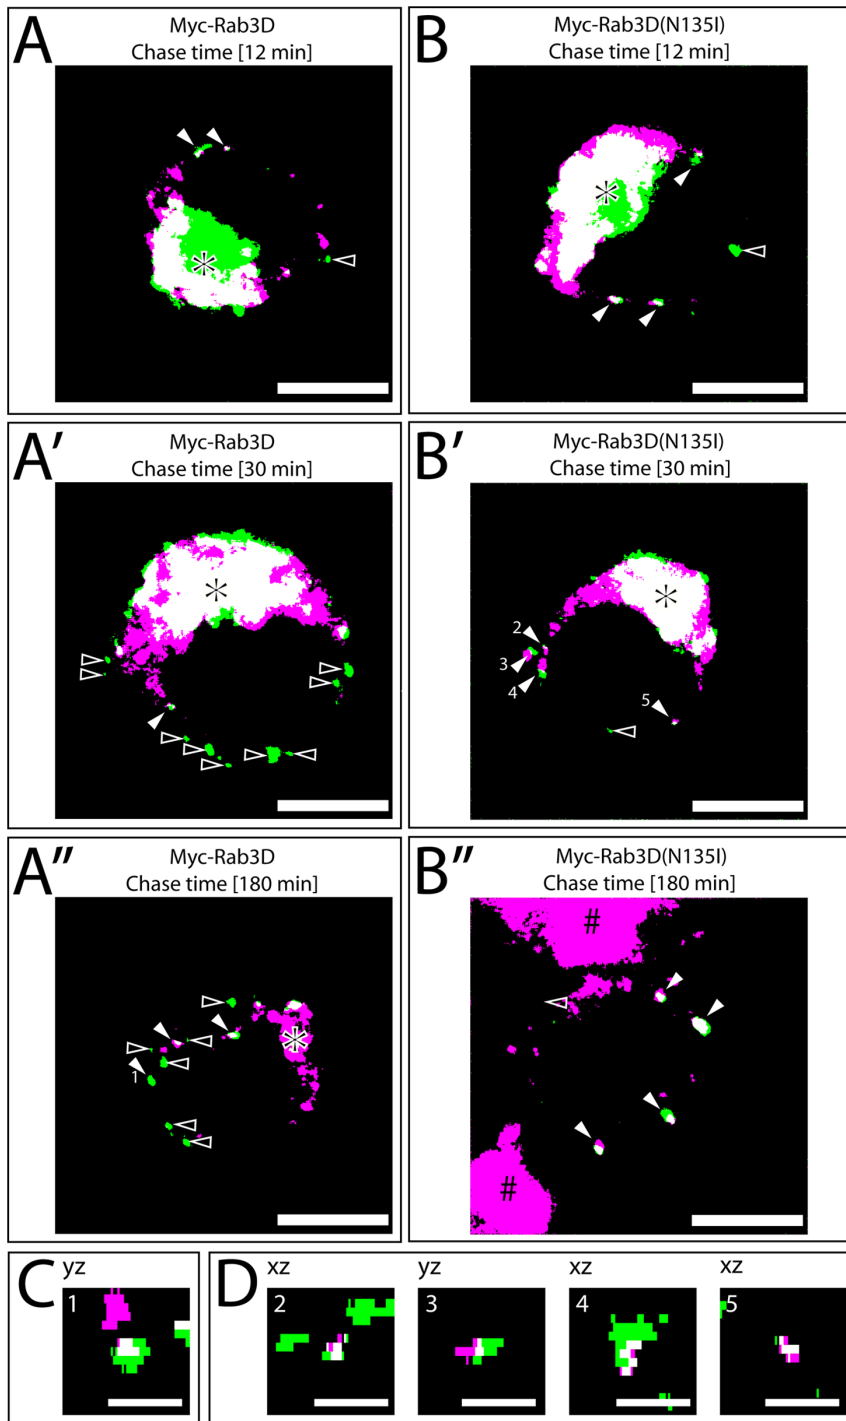 A
Myc-Rab3D
Chase time [12 min]
*
B
Myc-Rab3D(N135I)
Chase time [12 min]
*
A′
Myc-Rab3D
Chase time [30 min]
*
B′
Myc-Rab3D(N135I)
Chase time [30 min]
*
2
3
4
5
A″
Myc-Rab3D
Chase time [180 min]
*
1
B″
Myc-Rab3D(N135I)
Chase time [180 min]
#
#
C
yz
1
D
xz
2
yz
3
xz
4
xz
5